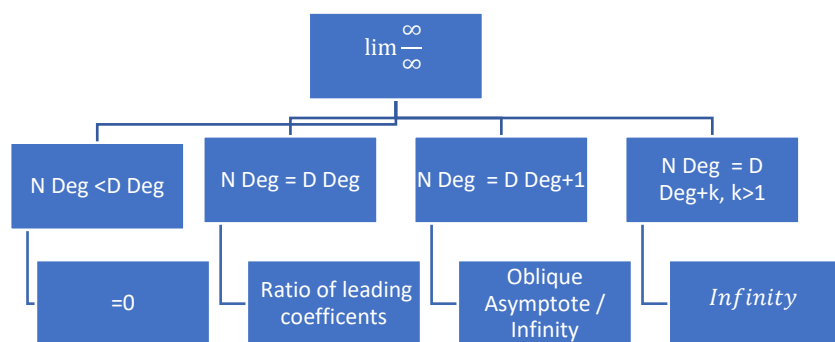 lim ∞/∞
N Deg <D Deg
N Deg = D Deg
N Deg = D Deg+1
N Deg = D
Deg+k, k>1
=0
Ratio of leading
coefficents
Oblique
Asymptote /
Infinity
Infinity